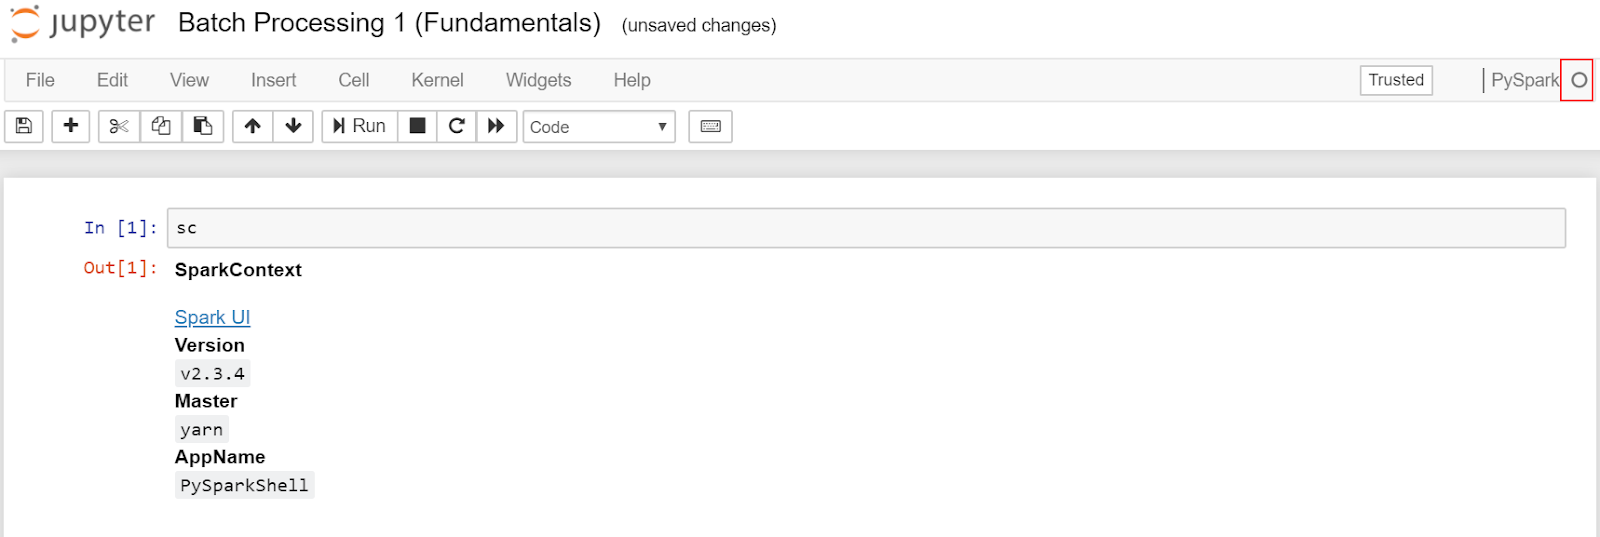 jupyter Batch Processing 1 (Fundamentals) (unsaved changes)
File Edit View Insert Cell Kernel Widgets Help Trusted PySpark
Run Code
In [1]: sc
Out[1]: SparkContext
Spark UI
Version
v2.3.4
Master
yarn
AppName
PySparkShell